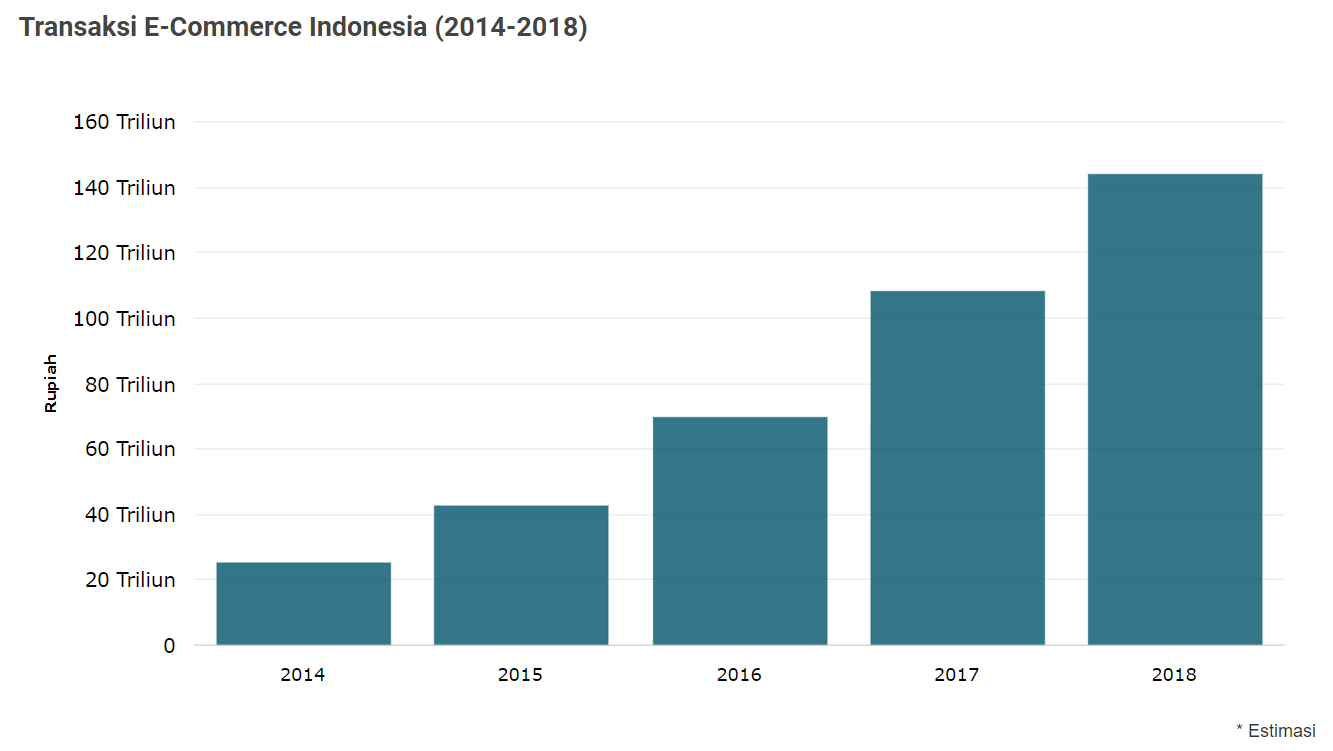 Transaksi E-Commerce Indonesia (2014-2018)
160 Triliun
140 Triliun
120 Triliun
100 Triliun
80 Triliun
60 Triliun
40 Triliun
20 Triliun
0
Rupiah
2014 2015 2016 2017 2018
* Estimasi